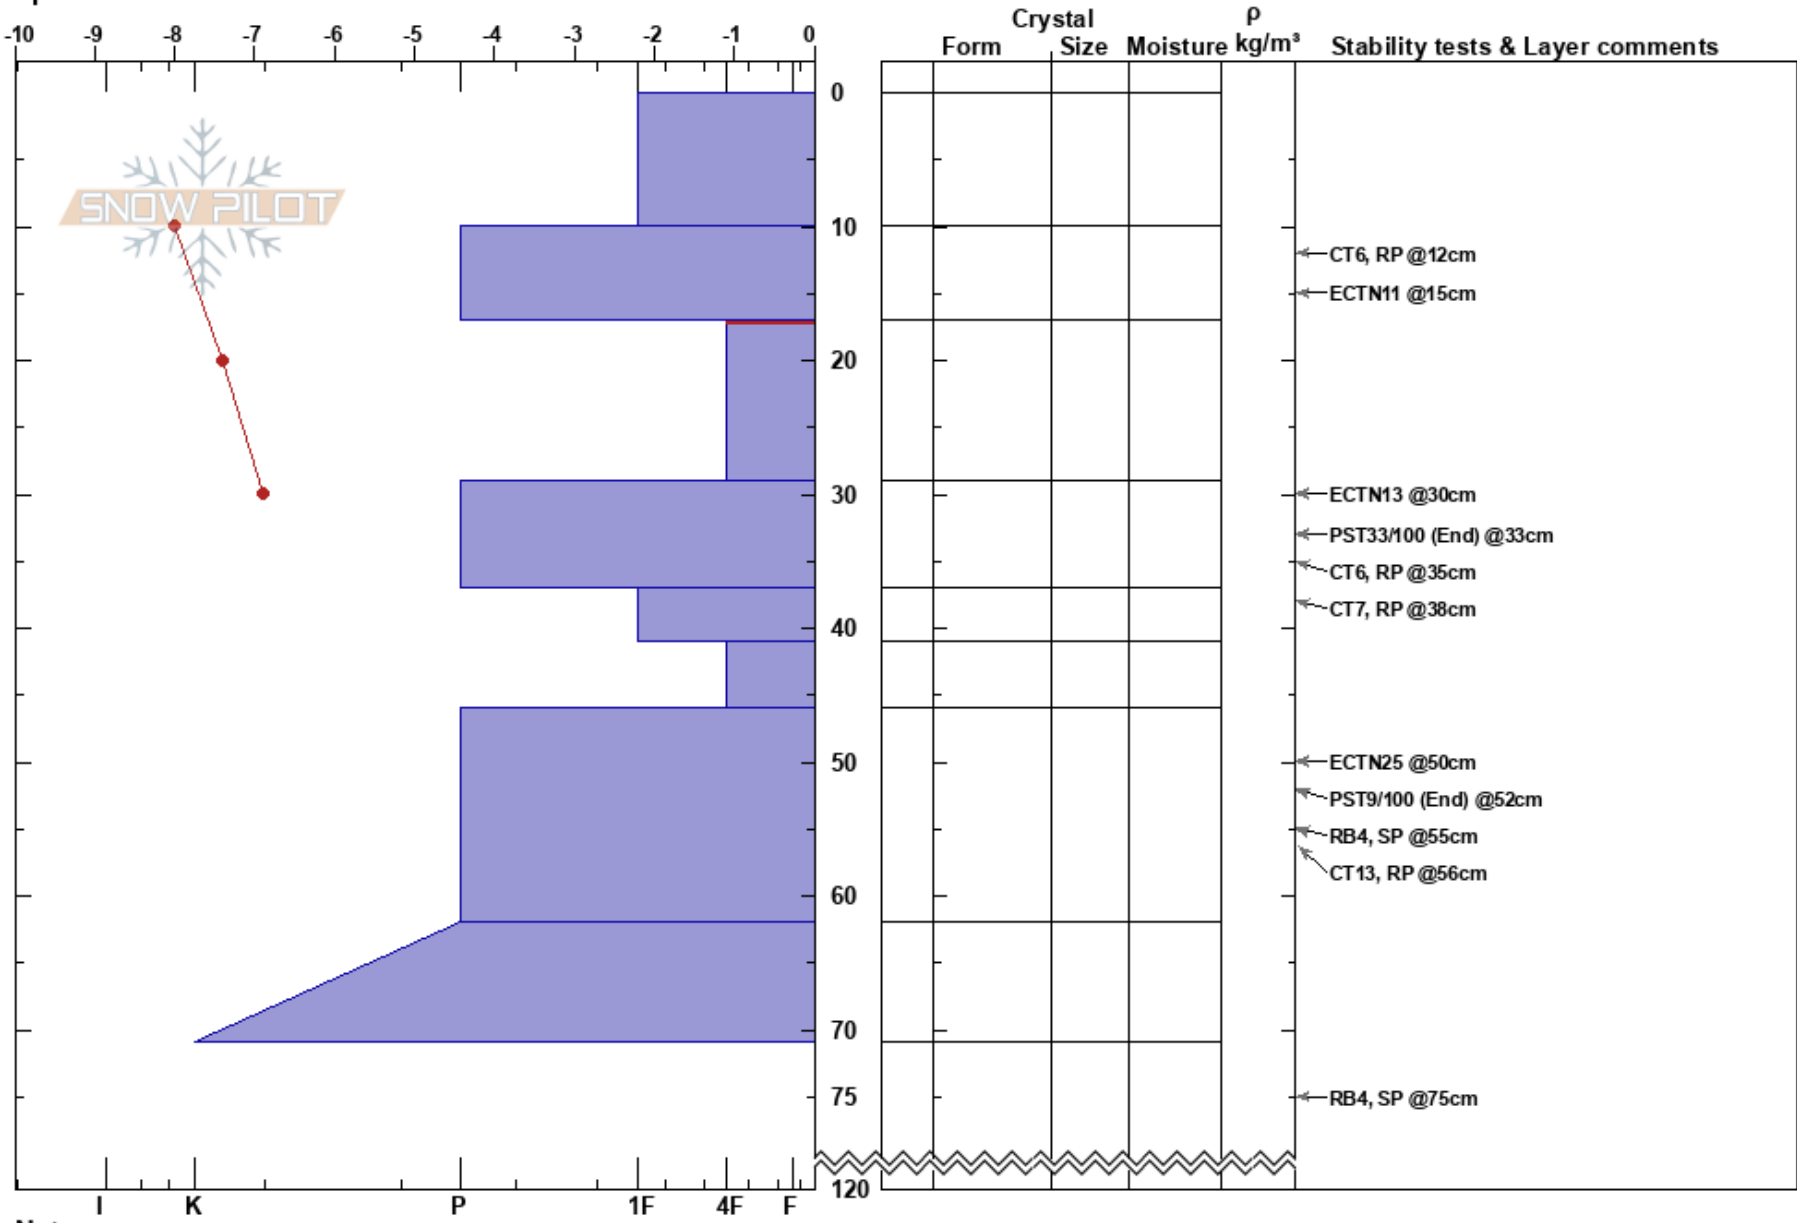 -10 -9 -8 -7 -6 -5 -4 -3 -2 -1 0
Crystal ρ
Form Size Moisture kg/m³ Stability tests & Layer comments
0
SNOW PILOT
10
CT6, RP @12cm
ECTN11 @15cm
20
30
ECTN13 @30cm
PST33/100 (End) @33cm
CT6, RP @35cm
CT7, RP @38cm
40
50
ECTN25 @50cm
PST9/100 (End) @52cm
RB4, SP @55cm
CT13, RP @56cm
60
70
75
RB4, SP @75cm
120
I K P 1F 4F F